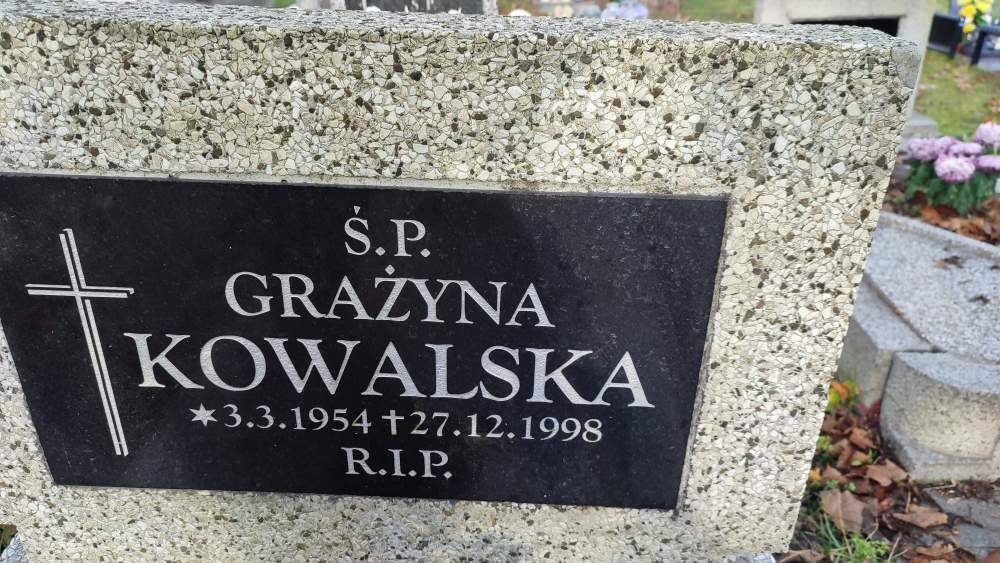 Ś.P.
GRAŻYNA
KOWALSKA
★3.3.1954 ✝27.12.1998
R.I.P.